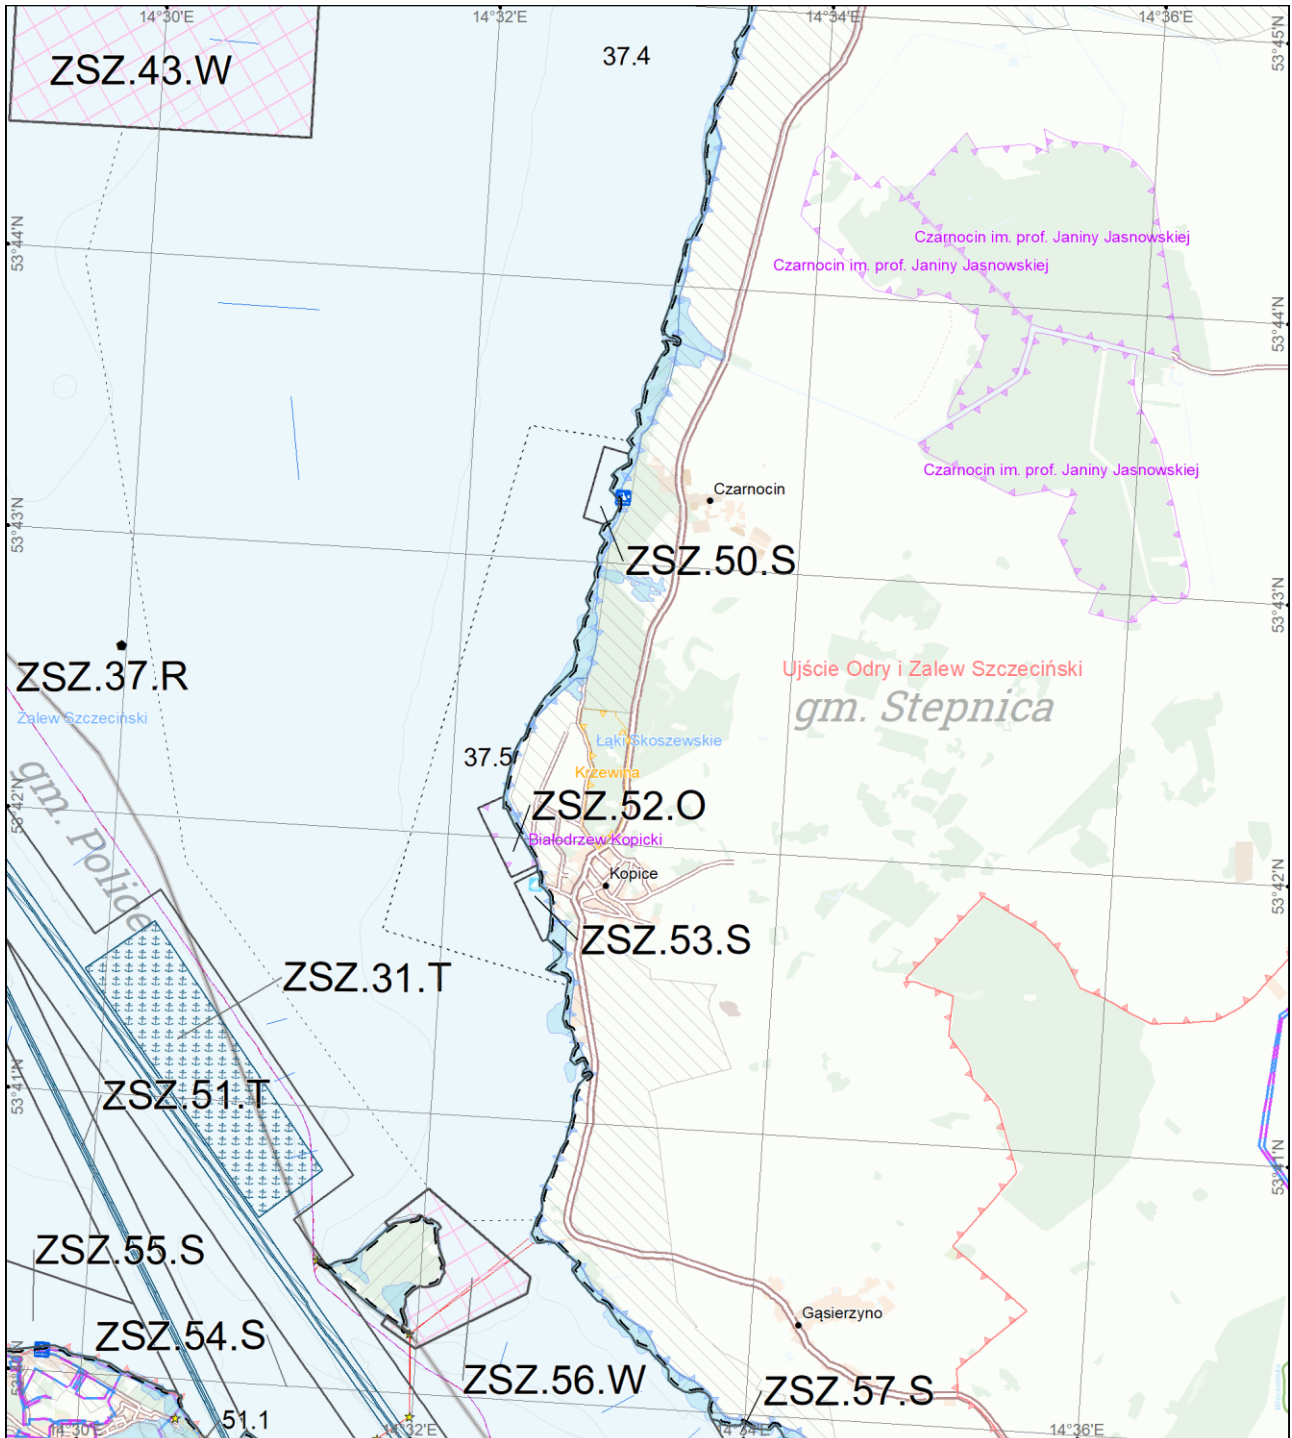 14°30'E
14°32'E
14°34'E
14°36'E
53°45'N
37.4
ZSZ.43.W
53°44'N
Czarnocin im. prof. Janiny Jasnowskiej
Czarnocin im. prof. Janiny Jasnowskiej
53°44'N
Czarnocin im. prof. Janiny Jasnowskiej
Czarnocin
53°43'N
ZSZ.50.S
53°43'N
ZSZ.37.R
Ujście Odry i Zalew Szczeciński
gm. Stepnica
Zalew Szczeciński
Łąki Skoszewskie
37.5
Krzewina
gm. Police
53°42'N
ZSZ.52.O
Białodrzew Kopicki
Kopice
53°42'N
ZSZ.53.S
ZSZ.31.T
53°41'N
ZSZ.51.T
53°41'N
ZSZ.55.S
Gąsierzyno
ZSZ.54.S
ZSZ.56.W
ZSZ.57.S
51.1
14°30'E
14°32'E
14°34'E
14°36'E